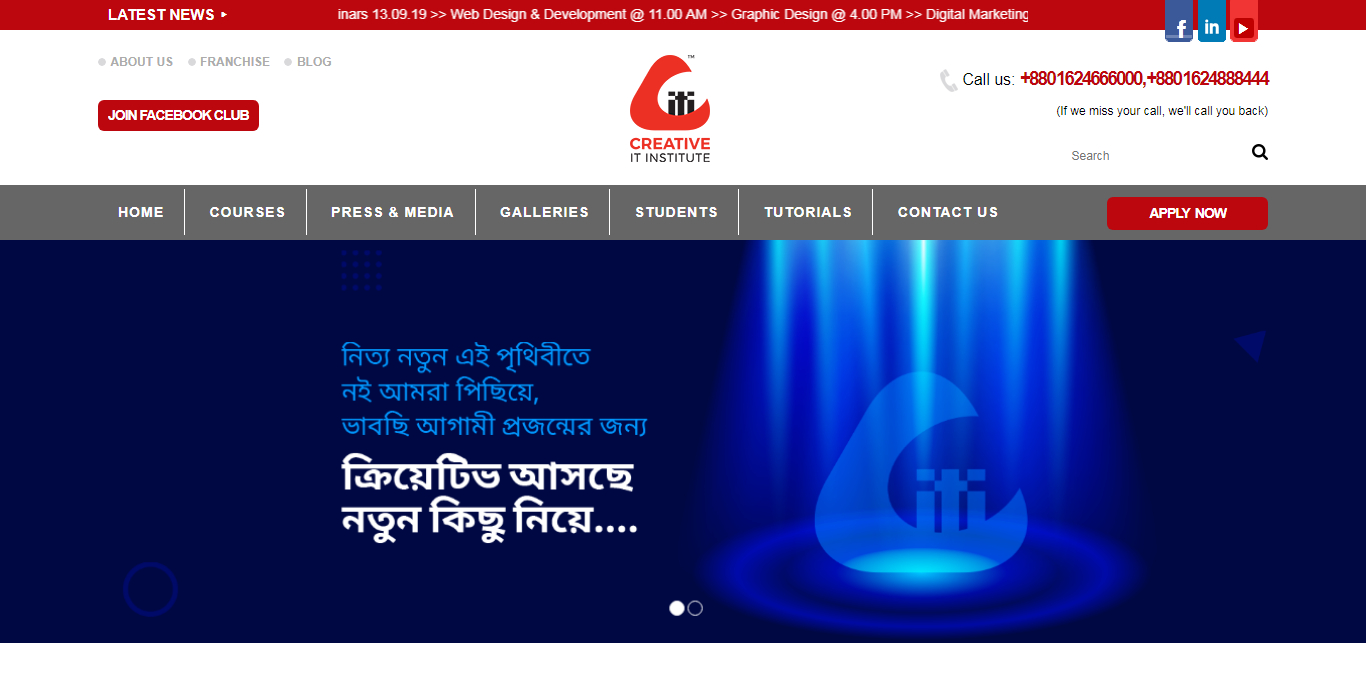 LATEST NEWS
inars 13.09.19 >> Web Design & Development @ 11.00 AM >> Graphic Design @ 4.00 PM >> Digital Marketing
f in
ABOUT US FRANCHISE BLOG
JOIN FACEBOOK CLUB
iti
™
CREATIVE
IT INSTITUTE
Call us: +8801624666000,+8801624888444
(If we miss your call, we'll call you back)
Search
HOME COURSES PRESS & MEDIA GALLERIES STUDENTS TUTORIALS CONTACT US APPLY NOW
নিত্য নতুন এই পৃথিবীতে
নই আমরা পিছিয়ে,
ভাবছি আগামী প্রজন্মের জন্য
ক্রিয়েটিভ আসছে
নতুন কিছু নিয়ে....
iti